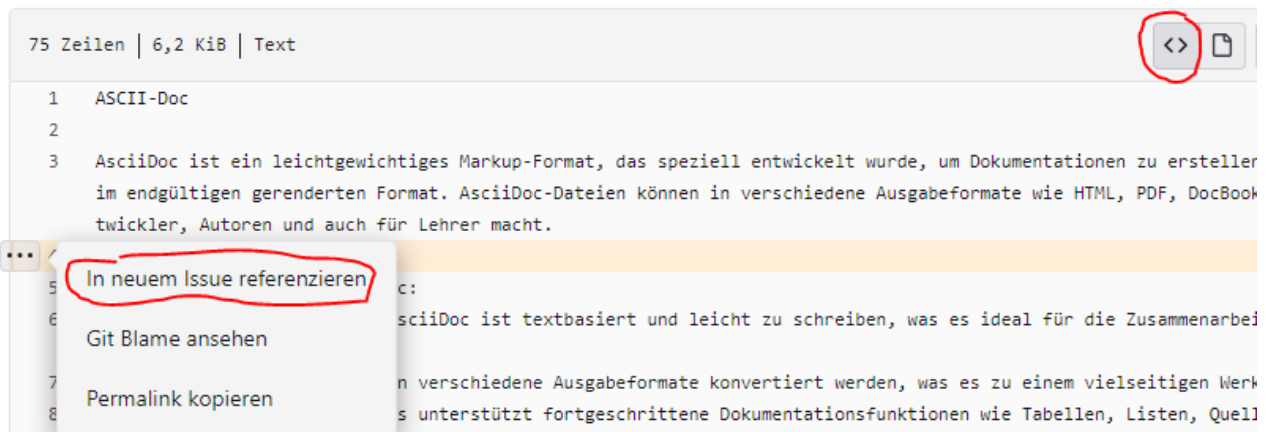 75 Zeilen | 6,2 KiB | Text
<>
1 ASCII-Doc
2
3 AsciiDoc ist ein leichtgewichtiges Markup-Format, das speziell entwickelt wurde, um Dokumentationen zu erstellen
im endgültigen gerenderten Format. AsciiDoc-Dateien können in verschiedene Ausgabeformate wie HTML, PDF, DocBook
twickler, Autoren und auch für Lehrer macht.
...
In neuem Issue referenzieren
5 c:
6 sciiDoc ist textbasiert und leicht zu schreiben, was es ideal für die Zusammenarbei
Git Blame ansehen
7 n verschiedene Ausgabeformate konvertiert werden, was es zu einem vielseitigen Werk
Permalink kopieren
8 s unterstützt fortgeschrittene Dokumentationsfunktionen wie Tabellen, Listen, Quell